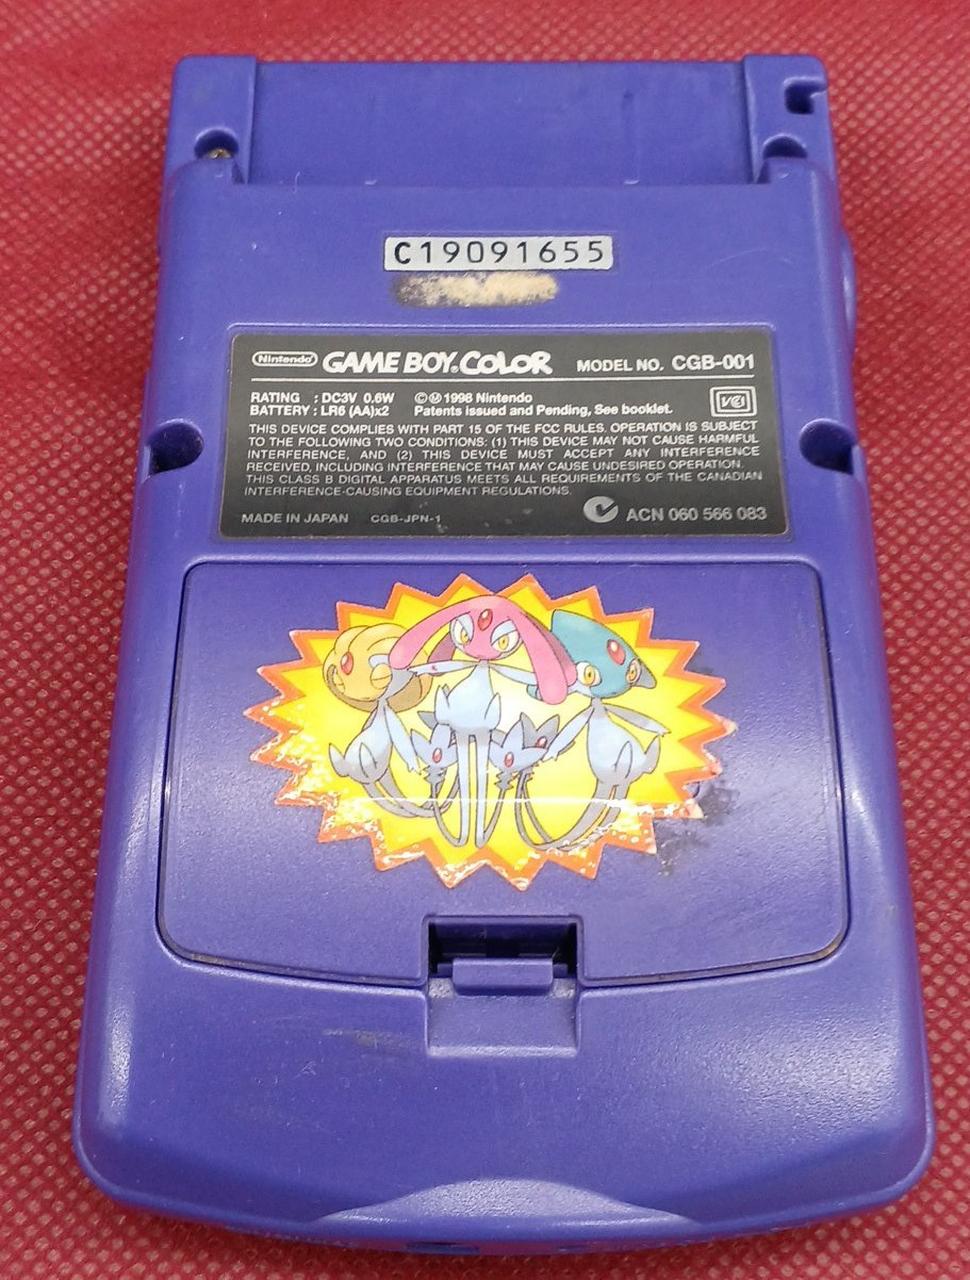 C19091655
Nintendo GAME BOY COLOR MODEL NO. CGB-001
RATING : DC3V 0.6W © Ⓜ 1998 Nintendo
BATTERY : LR6 (AA)x2 Patents issued and Pending, See booklet.
VCI
THIS DEVICE COMPLIES WITH PART 15 OF THE FCC RULES. OPERATION IS SUBJECT
TO THE FOLLOWING TWO CONDITIONS: (1) THIS DEVICE MAY NOT CAUSE HARMFUL
INTERFERENCE, AND (2) THIS DEVICE MUST ACCEPT ANY INTERFERENCE
RECEIVED, INCLUDING INTERFERENCE THAT MAY CAUSE UNDESIRED OPERATION.
THIS CLASS B DIGITAL APPARATUS MEETS ALL REQUIREMENTS OF THE CANADIAN
INTERFERENCE-CAUSING EQUIPMENT REGULATIONS.
MADE IN JAPAN CGB-JPN-1 ACN 060 566 083